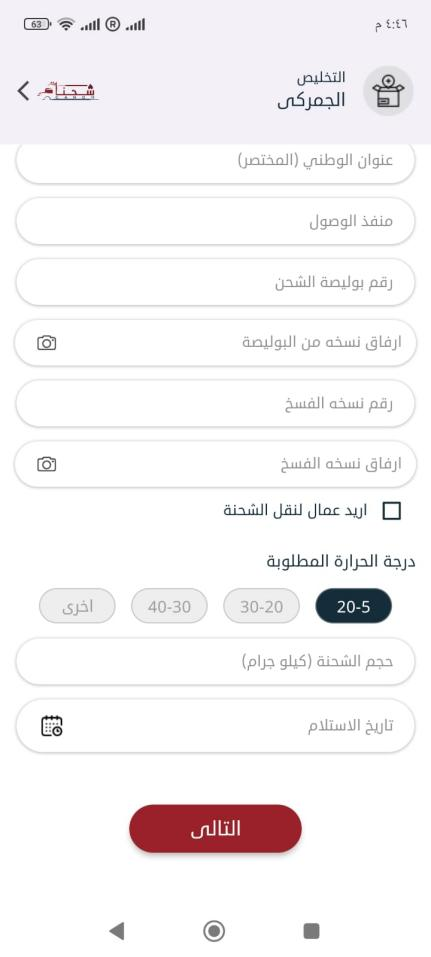 ٤:٤٦ م
63
R
التخليص
الجمركى
شحناه
عنوان الوطني (المختصر)
منفذ الوصول
رقم بوليصة الشحن
ارفاق نسخه من البوليصة
رقم نسخه الفسخ
ارفاق نسخه الفسخ
اريد عمال لنقل الشحنة
درجة الحرارة المطلوبة
20-5
30-20
40-30
اخرى
حجم الشحنة (كيلو جرام)
تاريخ الاستلام
التالى